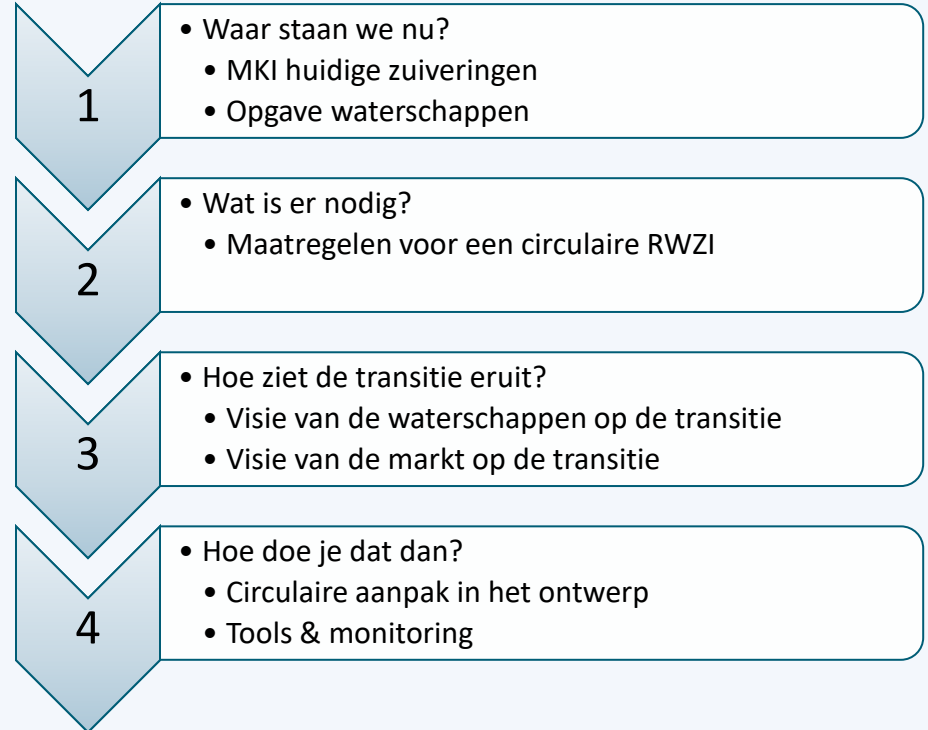 1
• Waar staan we nu?
• MKI huidige zuiveringen
• Opgave waterschappen
2
• Wat is er nodig?
• Maatregelen voor een circulaire RWZI
3
• Hoe ziet de transitie eruit?
• Visie van de waterschappen op de transitie
• Visie van de markt op de transitie
4
• Hoe doe je dat dan?
• Circulaire aanpak in het ontwerp
• Tools & monitoring